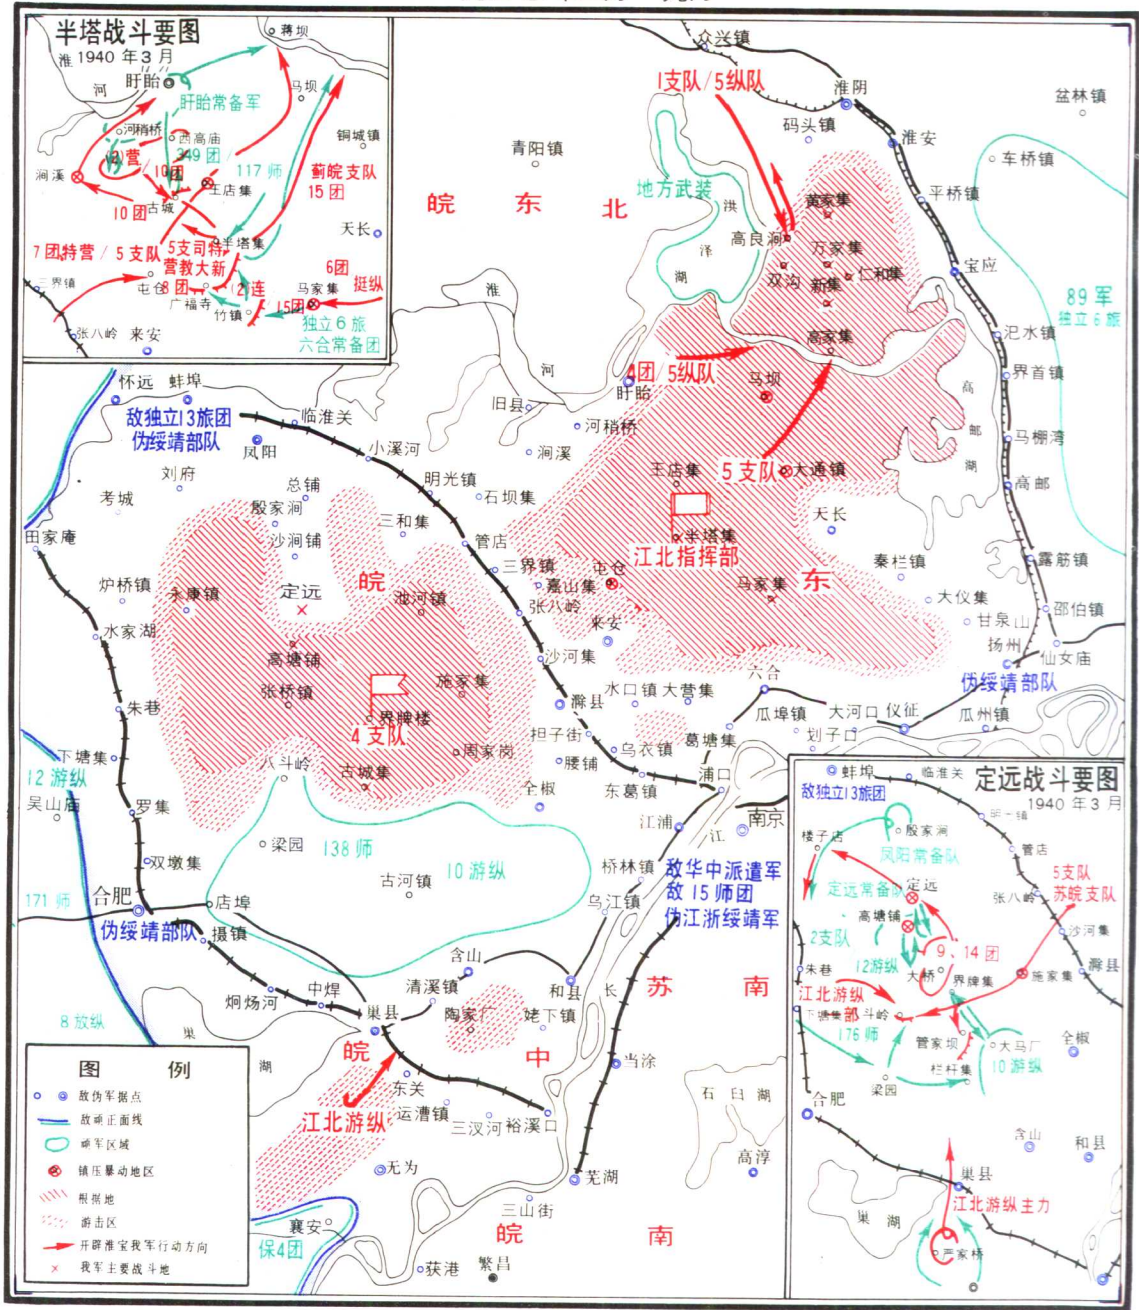 半塔战斗要图
1940年3月
淮
河
盱眙
蒋坝
马坝
盱眙常备军
河稍桥
西高庙
铜城镇
(2)营/10团
349团/
117师
蓟皖支队
15团
涧溪
王店集
10团
古城
天长
半塔集
7团特营/5支队
5支司特
营教大新
8团
6团
挺纵
三界镇
屯仓
广福寺
(2)连
马家集
竹镇
15团
独立6旅
六合常备团
张八岭
来安
众兴镇
1支队/5纵队
淮阴
盆林镇
码头镇
淮安
青阳镇
车桥镇
地方武装
平桥镇
皖东北
洪
泽
湖
黄家集
高良涧
万家集
双沟
新集
仁和集
宝应
89军
独立6旅
淮
河
高家集
氾水镇
4团/5纵队
界首镇
盱眙
马坝
高
邮
湖
怀远
蚌埠
旧县
敌独立13旅团
伪绥靖部队
临淮关
河稍桥
马棚湾
凤阳
小溪河
涧溪
王店集
5支队
大通镇
刘府
总铺
明光镇
石坝集
高邮
考城
殷家涧
三和集
半塔集
天长
田家庵
沙涧铺
管店
江北指挥部
秦栏镇
露筋镇
皖
三界镇
屯仓
马家集
东
炉桥镇
永康镇
定远
池河镇
嘉山集
张八岭
大仪集
邵伯镇
来安
甘泉山
水家湖
扬州
高塘铺
沙河集
仙女庙
伪绥靖部队
张桥镇
施家集
水口镇
大营集
六合
朱巷
界牌楼
滁县
瓜埠镇
大河口
仪征
瓜州镇
4支队
担子街
葛塘集
划子口
下塘集
周家岗
乌衣镇
八斗岭
腰铺
12游纵
古城集
浦口
吴山庙
全椒
东葛镇
罗集
南京
江浦
江
梁园
138师
双墩集
10游纵
桥林镇
敌华中派遣军
敌15师团
伪江浙绥靖军
合肥
古河镇
171师
店埠
乌江镇
伪绥靖部队
摄镇
含山
苏南
中焊
清溪镇
和县
长
炯炀河
8放纵
巢县
陶家厂
姥下镇
巢
湖
皖中
当涂
东关
江北游纵
运漕镇
三汊河
裕溪口
石臼湖
无为
高淳
芜湖
三山街
襄安
皖南
保4团
荻港
繁昌
图例
敌伪军据点
敌顽正面线
顽军区域
镇压暴动地区
根据地
游击区
开辟淮宝我军行动方向
我军主要战斗地
定远战斗要图
1940年3月
蚌埠
临淮关
敌独立13旅团
楼子店
殷家涧
凤阳常备队
管店
定远常备队
定远
5支队
苏皖支队
张八岭
高塘铺
2支队
沙河集
9、14团
12游纵
朱巷
大桥
界牌集
施家集
滁县
江北游纵
部
下塘集
斗岭
176师
管家坝
大马厂
全椒
10游纵
梁园
栏杆集
合肥
含山
和县
巢县
江北游纵主力
巢湖
严家桥